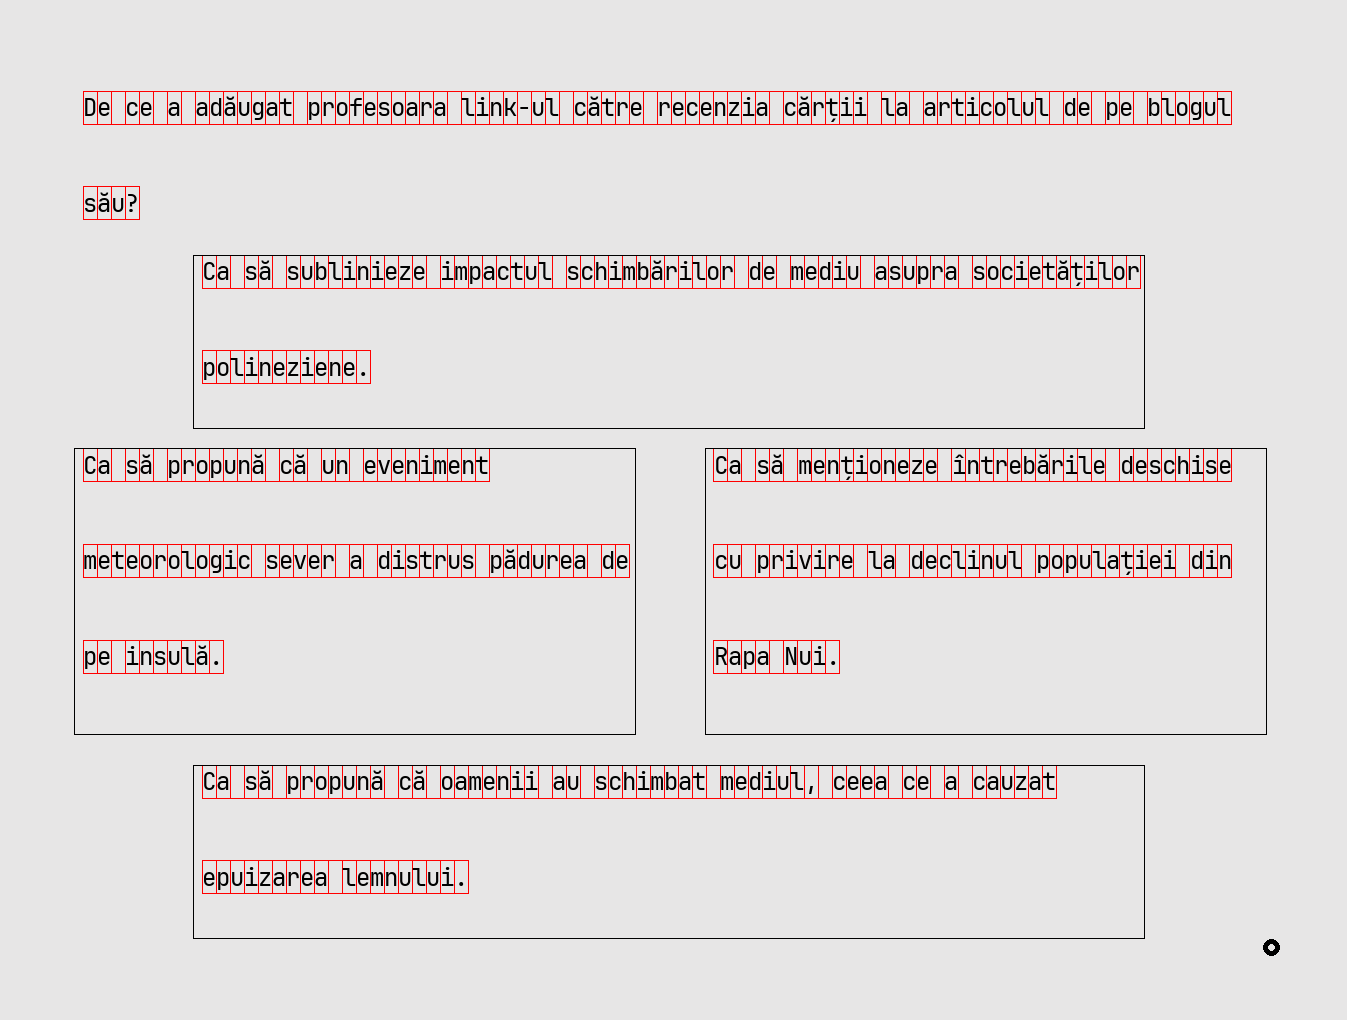 De ce a adăugat profesoara link-ul către recenzia cărții la articolul de pe blogul
său?
Ca să sublinieze impactul schimbărilor de mediu asupra societăților
polineziene.
Ca să propună că un eveniment
meteorologic sever a distrus pădurea de
pe insulă.
Ca să menționeze întrebările deschise
cu privire la declinul populației din
Rapa Nui.
Ca să propună că oamenii au schimbat mediul, ceea ce a cauzat
epuizarea lemnului.